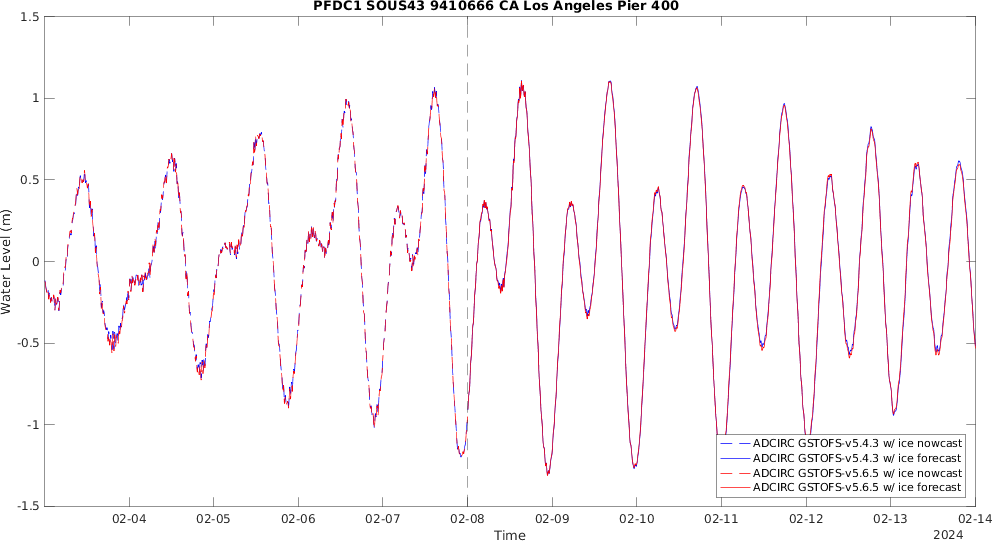 PFDC1 SOUS43 9410666 CA Los Angeles Pier 400
1.5
1
0.5
0
-0.5
-1
-1.5
Water Level (m)
02-04 02-05 02-06 02-07 02-08 02-09 02-10 02-11 02-12 02-13 02-14
Time
2024
ADCIRC GSTOFS-v5.4.3 w/ ice nowcast
ADCIRC GSTOFS-v5.4.3 w/ ice forecast
ADCIRC GSTOFS-v5.6.5 w/ ice nowcast
ADCIRC GSTOFS-v5.6.5 w/ ice forecast